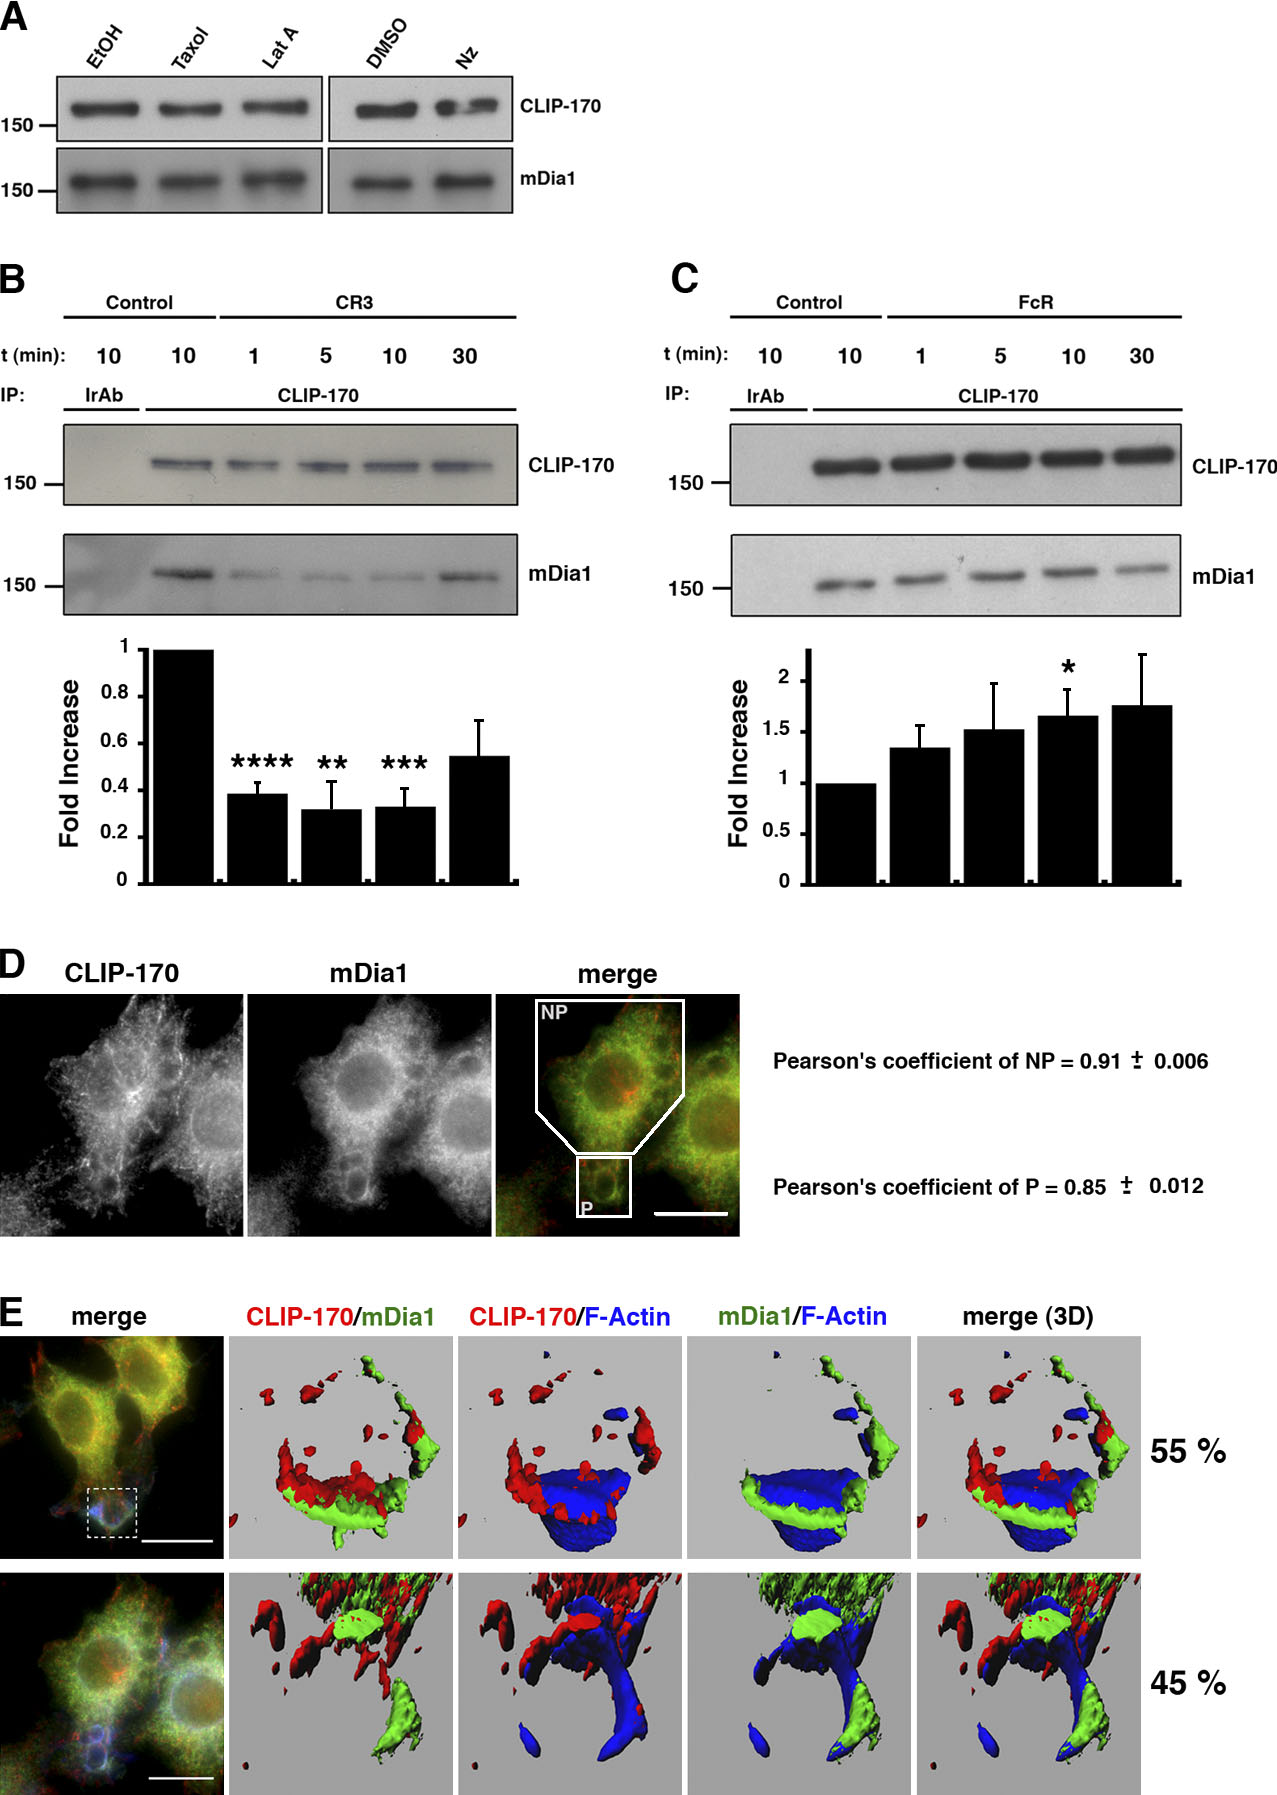 A
EtOH Taxol Lat A DMSO Nz
CLIP-170
150
mDia1
150
B
Control CR3
t (min): 10 10 1 5 10 30
IP: IrAb CLIP-170
CLIP-170
150
mDia1
150
Fold Increase
1
0.8
0.6
0.4
0.2
0
**** ** ***
C
Control FcR
t (min): 10 10 1 5 10 30
IP: IrAb CLIP-170
CLIP-170
150
mDia1
150
Fold Increase
2
1.5
1
0.5
0
*
D
CLIP-170 mDia1 merge
NP
P
Pearson's coefficient of NP = 0.91 ± 0.006
Pearson's coefficient of P = 0.85 ± 0.012
E
merge CLIP-170/mDia1 CLIP-170/F-Actin mDia1/F-Actin merge (3D)
55 %
45 %